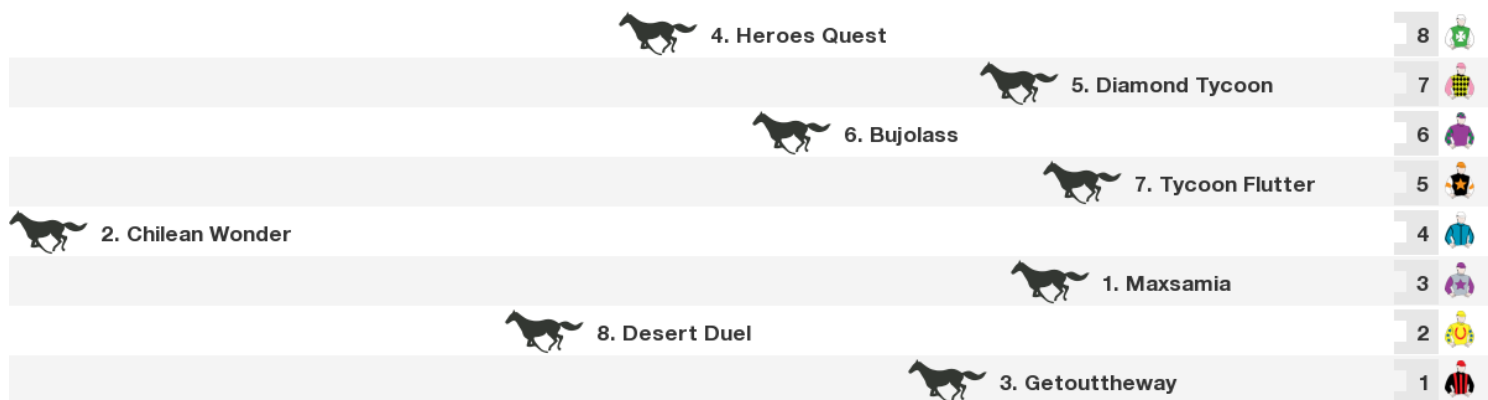 4. Heroes Quest 8
5. Diamond Tycoon 7
6. Bujolass 6
7. Tycoon Flutter 5
2. Chilean Wonder 4
1. Maxsamia 3
8. Desert Duel 2
3. Getouttheway 1